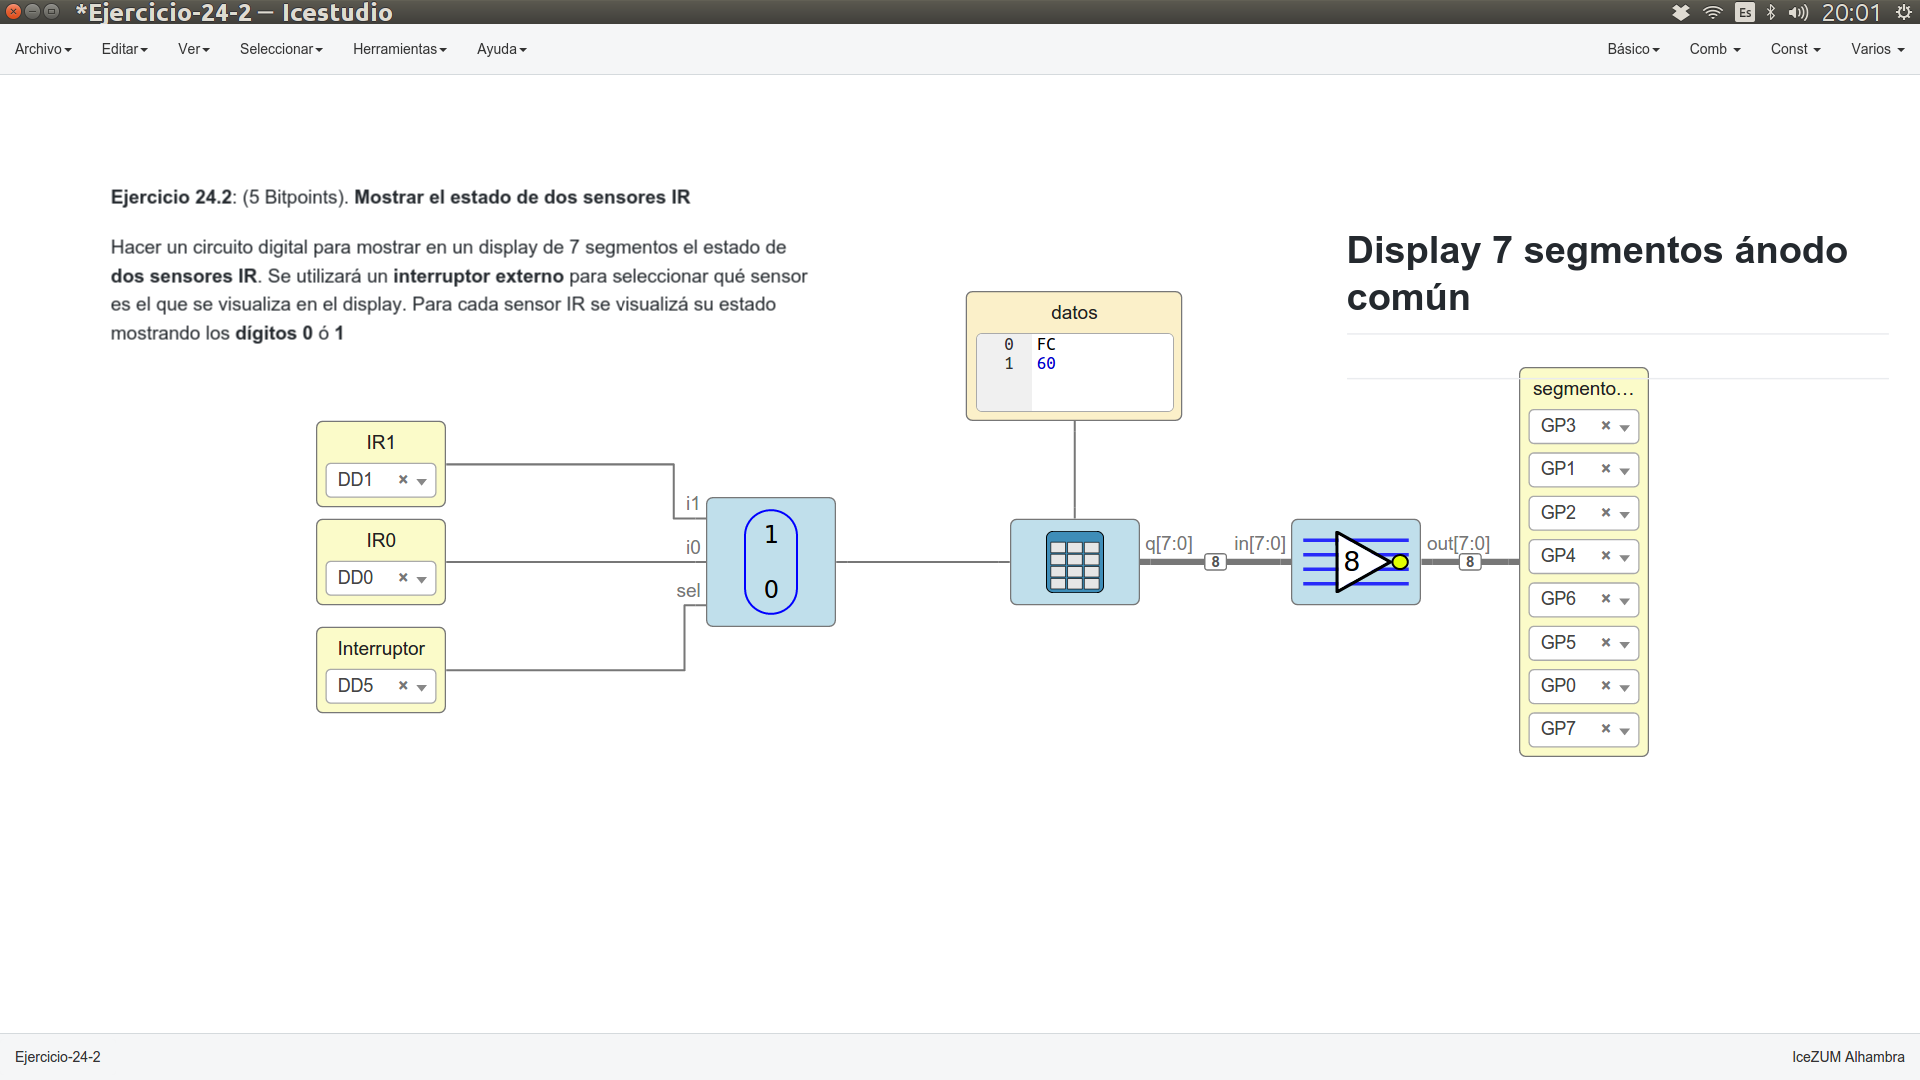 *Ejercicio-24-2 — Icestudio
Es
20:01
Archivo
Editar
Ver
Seleccionar
Herramientas
Ayuda
Básico
Comb
Const
Varios
Ejercicio 24.2: (5 Bitpoints). Mostrar el estado de dos sensores IR
Hacer un circuito digital para mostrar en un display de 7 segmentos el estado de
dos sensores IR. Se utilizará un interruptor externo para seleccionar qué sensor
es el que se visualiza en el display. Para cada sensor IR se visualizá su estado
mostrando los dígitos 0 ó 1
Display 7 segmentos ánodo
común
datos
0 FC
1 60
IR1
DD1
IR0
DD0
Interruptor
DD5
i1
i0
sel
1
0
q[7:0]
8
in[7:0]
8
out[7:0]
8
segmento...
GP3
GP1
GP2
GP4
GP6
GP5
GP0
GP7
Ejercicio-24-2
IceZUM Alhambra